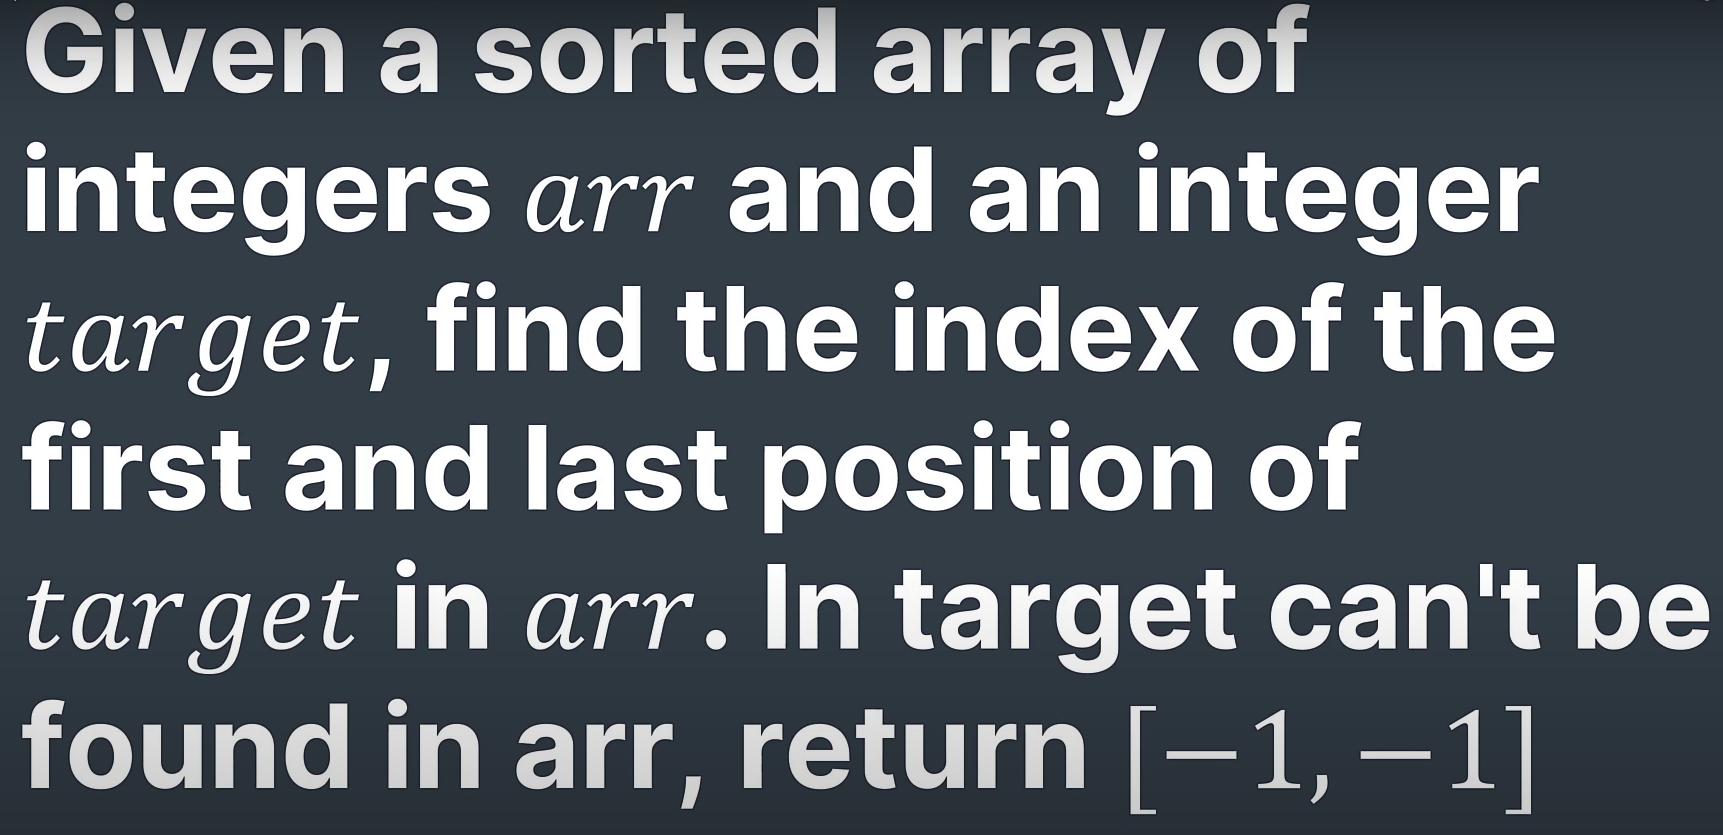 Given a sorted array of
integers arr and an integer
target, find the index of the
first and last position of
target in arr. In target can't be
found in arr, return [−1, −1]